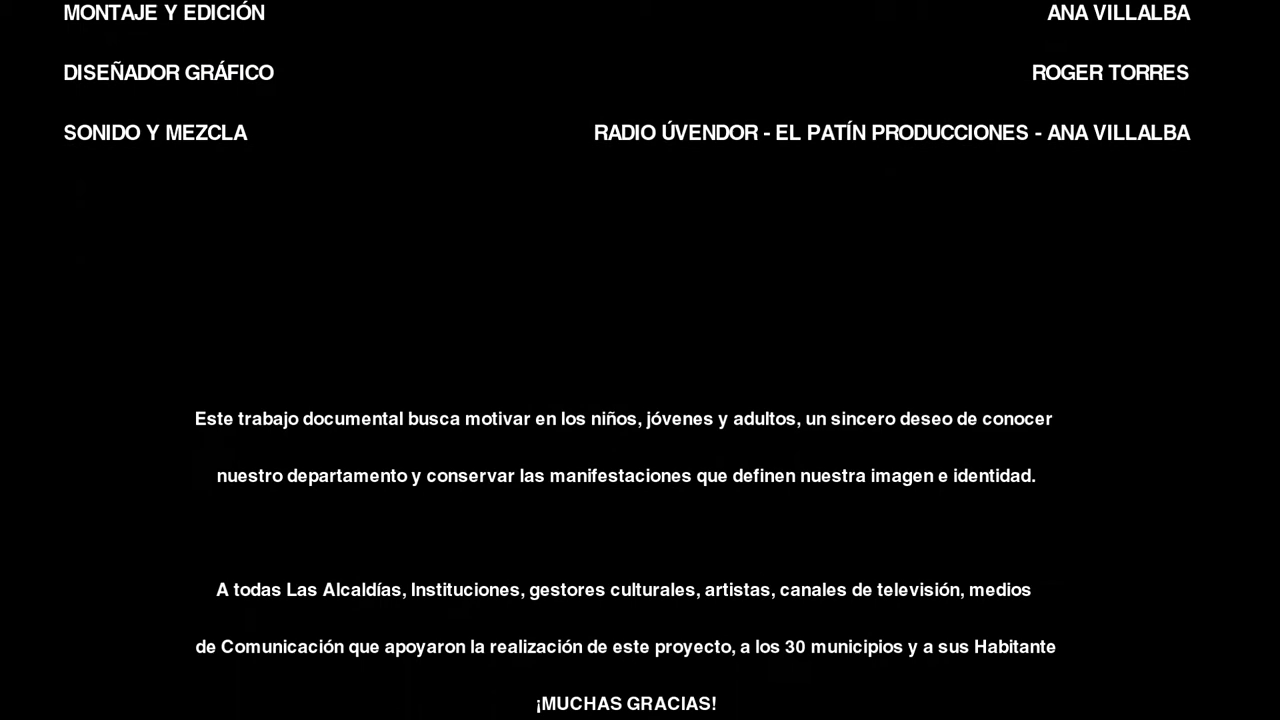 MONTAJE Y EDICIÓN ANA VILLALBA
DISEÑADOR GRÁFICO ROGER TORRES
SONIDO Y MEZCLA RADIO ÚVENDOR - EL PATÍN PRODUCCIONES - ANA VILLALBA
Este trabajo documental busca motivar en los niños, jóvenes y adultos, un sincero deseo de conocer
nuestro departamento y conservar las manifestaciones que definen nuestra imagen e identidad.
A todas Las Alcaldías, Instituciones, gestores culturales, artistas, canales de televisión, medios
de Comunicación que apoyaron la realización de este proyecto, a los 30 municipios y a sus Habitante
¡MUCHAS GRACIAS!